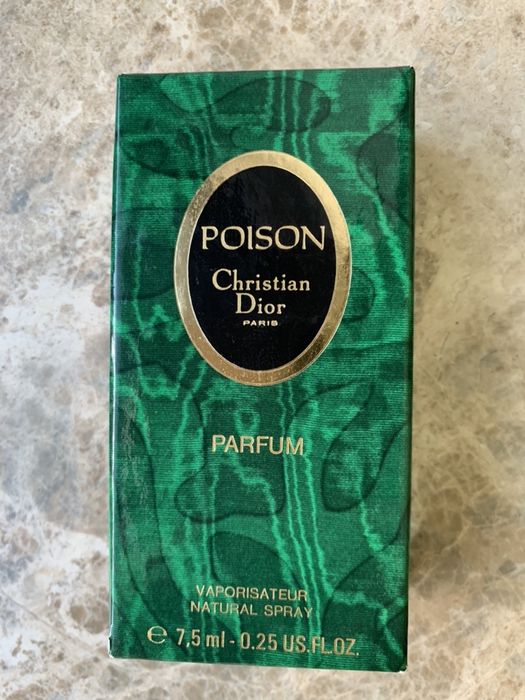 POISON
Christian
Dior
PARIS
PARFUM
VAPORISATEUR
NATURAL SPRAY
℮ 7,5 ml - 0.25 US.FL.OZ.